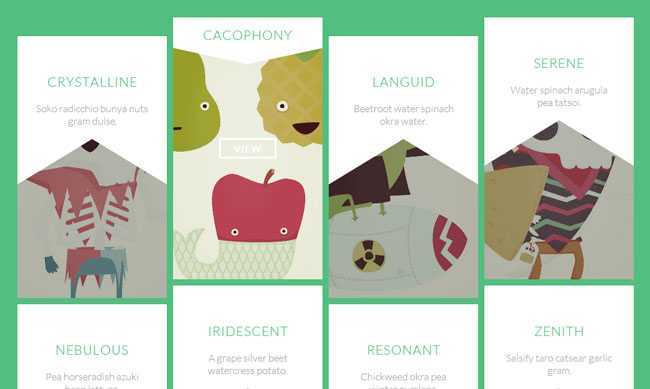 CRYSTALLINE
Soko radicchio bunya nuts
gram dulse.
CACOPHONY
VIEW
LANGUID
Beetroot water spinach
okra water.
SERENE
Water spinach arugula
pea tatsoi.
NEBULOUS
Pea horseradish azuki
IRIDESCENT
A grape silver beet
watercress potato.
RESONANT
Chickweed okra pea
ZENITH
Salsify taro catsear garlic
gram.